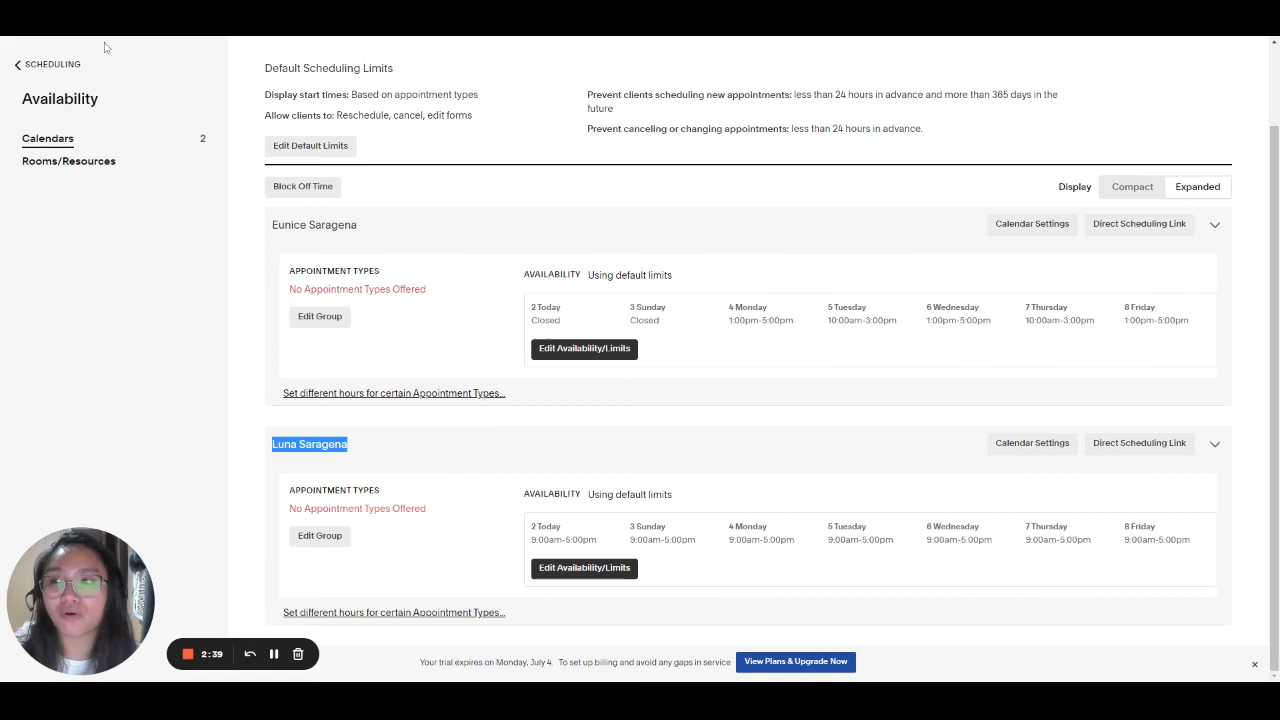 SCHEDULING
Availability
Calendars 2
Rooms/Resources
Default Scheduling Limits
Display start times: Based on appointment types
Allow clients to: Reschedule, cancel, edit forms
Prevent clients scheduling new appointments: less than 24 hours in advance and more than 365 days in the
future
Prevent canceling or changing appointments: less than 24 hours in advance.
Edit Default Limits
Block Off Time
Display Compact Expanded
Eunice Saragena
Calendar Settings Direct Scheduling Link
APPOINTMENT TYPES
No Appointment Types Offered
Edit Group
AVAILABILITY Using default limits
2 Today 3 Sunday 4 Monday 5 Tuesday 6 Wednesday 7 Thursday 8 Friday
Closed Closed 1:00pm-5:00pm 10:00am-3:00pm 1:00pm-5:00pm 10:00am-3:00pm 1:00pm-5:00pm
Edit Availability/Limits
Set different hours for certain Appointment Types...
Luna Saragena
Calendar Settings Direct Scheduling Link
APPOINTMENT TYPES
No Appointment Types Offered
Edit Group
AVAILABILITY Using default limits
2 Today 3 Sunday 4 Monday 5 Tuesday 6 Wednesday 7 Thursday 8 Friday
9:00am-5:00pm 9:00am-5:00pm 9:00am-5:00pm 9:00am-5:00pm 9:00am-5:00pm 9:00am-5:00pm 9:00am-5:00pm
Edit Availability/Limits
Set different hours for certain Appointment Types...
2:39
Your trial expires on Monday, July 4. To set up billing and avoid any gaps in service View Plans & Upgrade Now